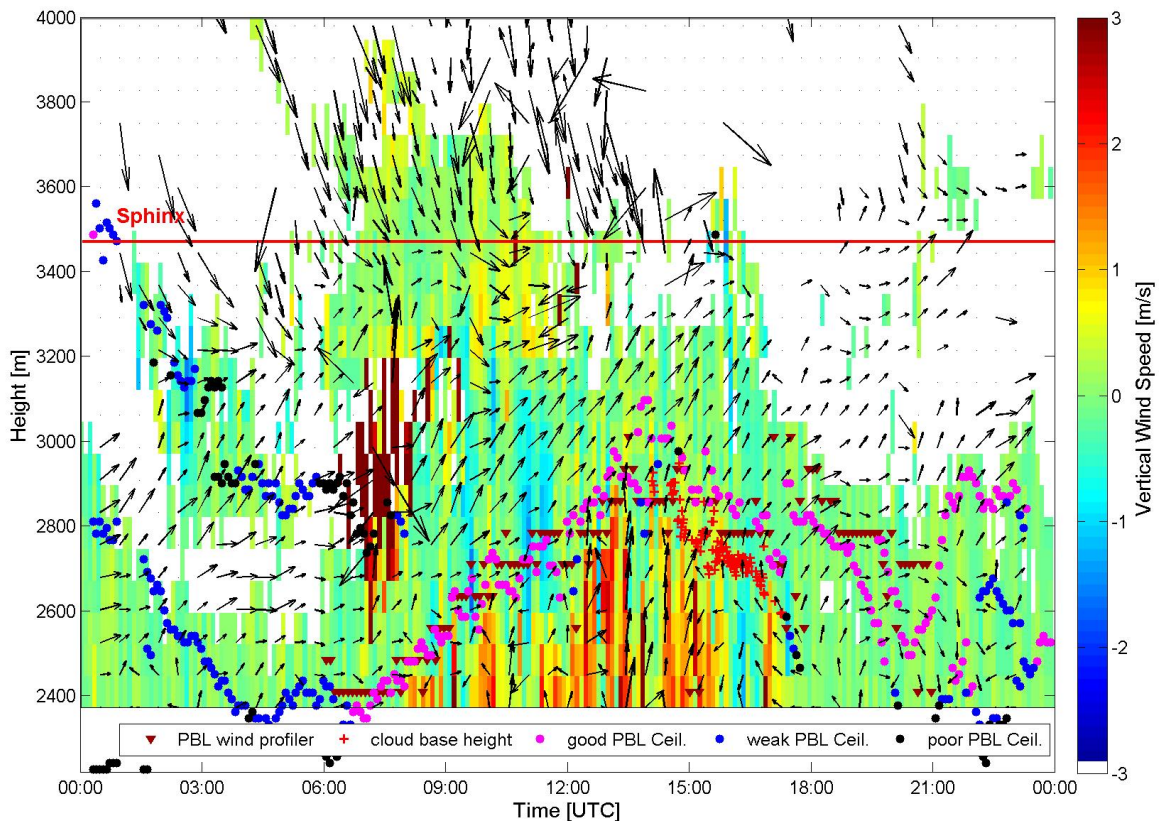 4000
3800
3600
3400
3200
3000
2800
2600
2400
Height [m]
Sphinx
PBL wind profiler
cloud base height
good PBL Ceil.
weak PBL Ceil.
poor PBL Ceil.
00:00
03:00
06:00
09:00
12:00
15:00
18:00
21:00
00:00
Time [UTC]
3
2
1
0
-1
-2
-3
Vertical Wind Speed [m/s]